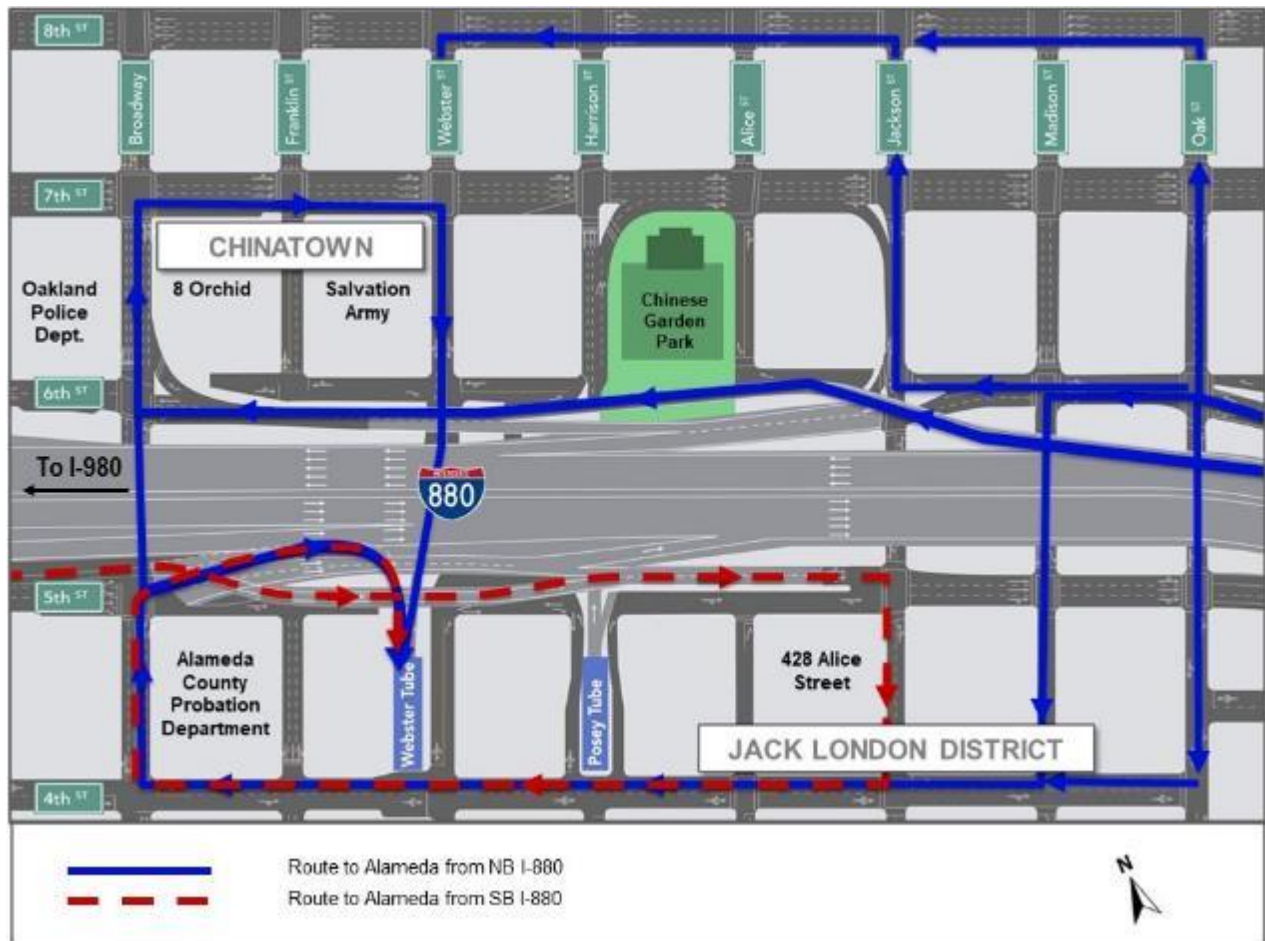 8th ST
Broadway
Franklin ST
Webster ST
Harrison ST
Alice ST
Jackson ST
Madison ST
Oak ST
7th ST
CHINATOWN
Oakland
Police
Dept.
8 Orchid
Salvation
Army
Chinese
Garden
Park
6th ST
To I-980
INTERSTATE
880
5th ST
Alameda
County
Probation
Department
Webster Tube
Posey Tube
428 Alice
Street
JACK LONDON DISTRICT
4th ST
Route to Alameda from NB I-880
Route to Alameda from SB I-880
N